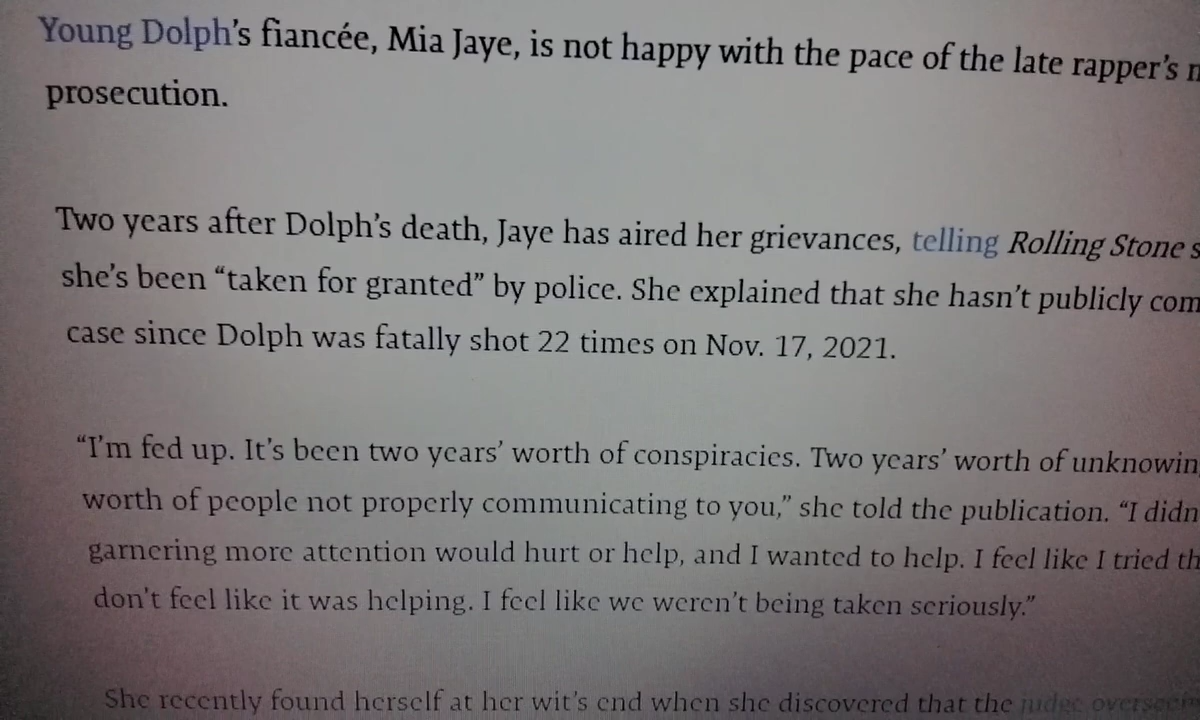 Young Dolph's fiancée, Mia Jaye, is not happy with the pace of the late rapper's
prosecution.
Two years after Dolph's death, Jaye has aired her grievances, telling Rolling Stone
she's been “taken for granted” by police. She explained that she hasn't publicly
case since Dolph was fatally shot 22 times on Nov. 17, 2021.
“I'm fed up. It's been two years' worth of conspiracies. Two years' worth of
worth of people not properly communicating to you,” she told the publication. “I
garnering more attention would hurt or help, and I wanted to help. I feel like I tried
don't feel like it was helping. I feel like we weren't being taken seriously.”
She recently found herself at her wit's end when she discovered that the judge